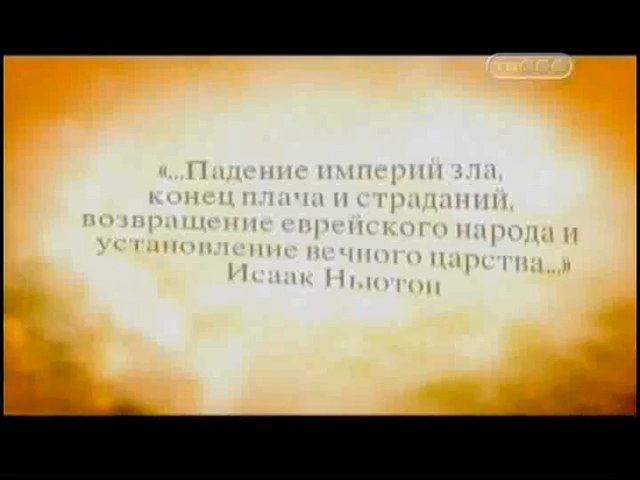 «...Падение империй зла,
конец плача и страданий,
возвращение еврейского народа и
установление вечного царства...»
Исаак Ньютон